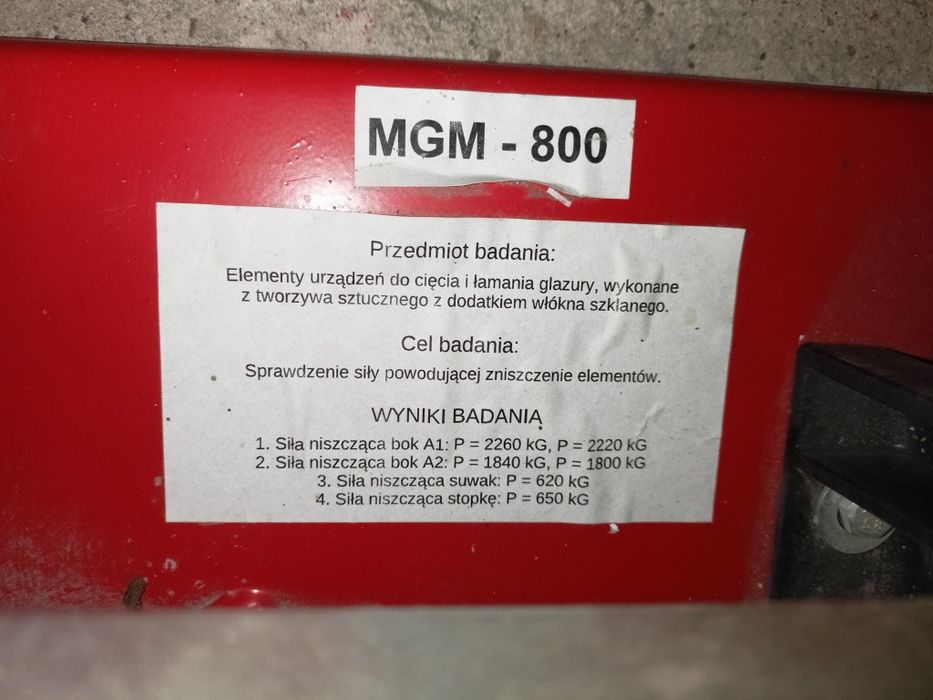 MGM - 800
Przedmiot badania:
Elementy urządzeń do cięcia i łamania glazury, wykonane
z tworzywa sztucznego z dodatkiem włókna szklanego.
Cel badania:
Sprawdzenie siły powodującej zniszczenie elementów.
WYNIKI BADANIA
1. Siła niszcząca bok A1: P = 2260 kG, P = 2220 kG
2. Siła niszcząca bok A2: P = 1840 kG, P = 1800 kG
3. Siła niszcząca suwak: P = 620 kG
4. Siła niszcząca stopkę: P = 650 kG